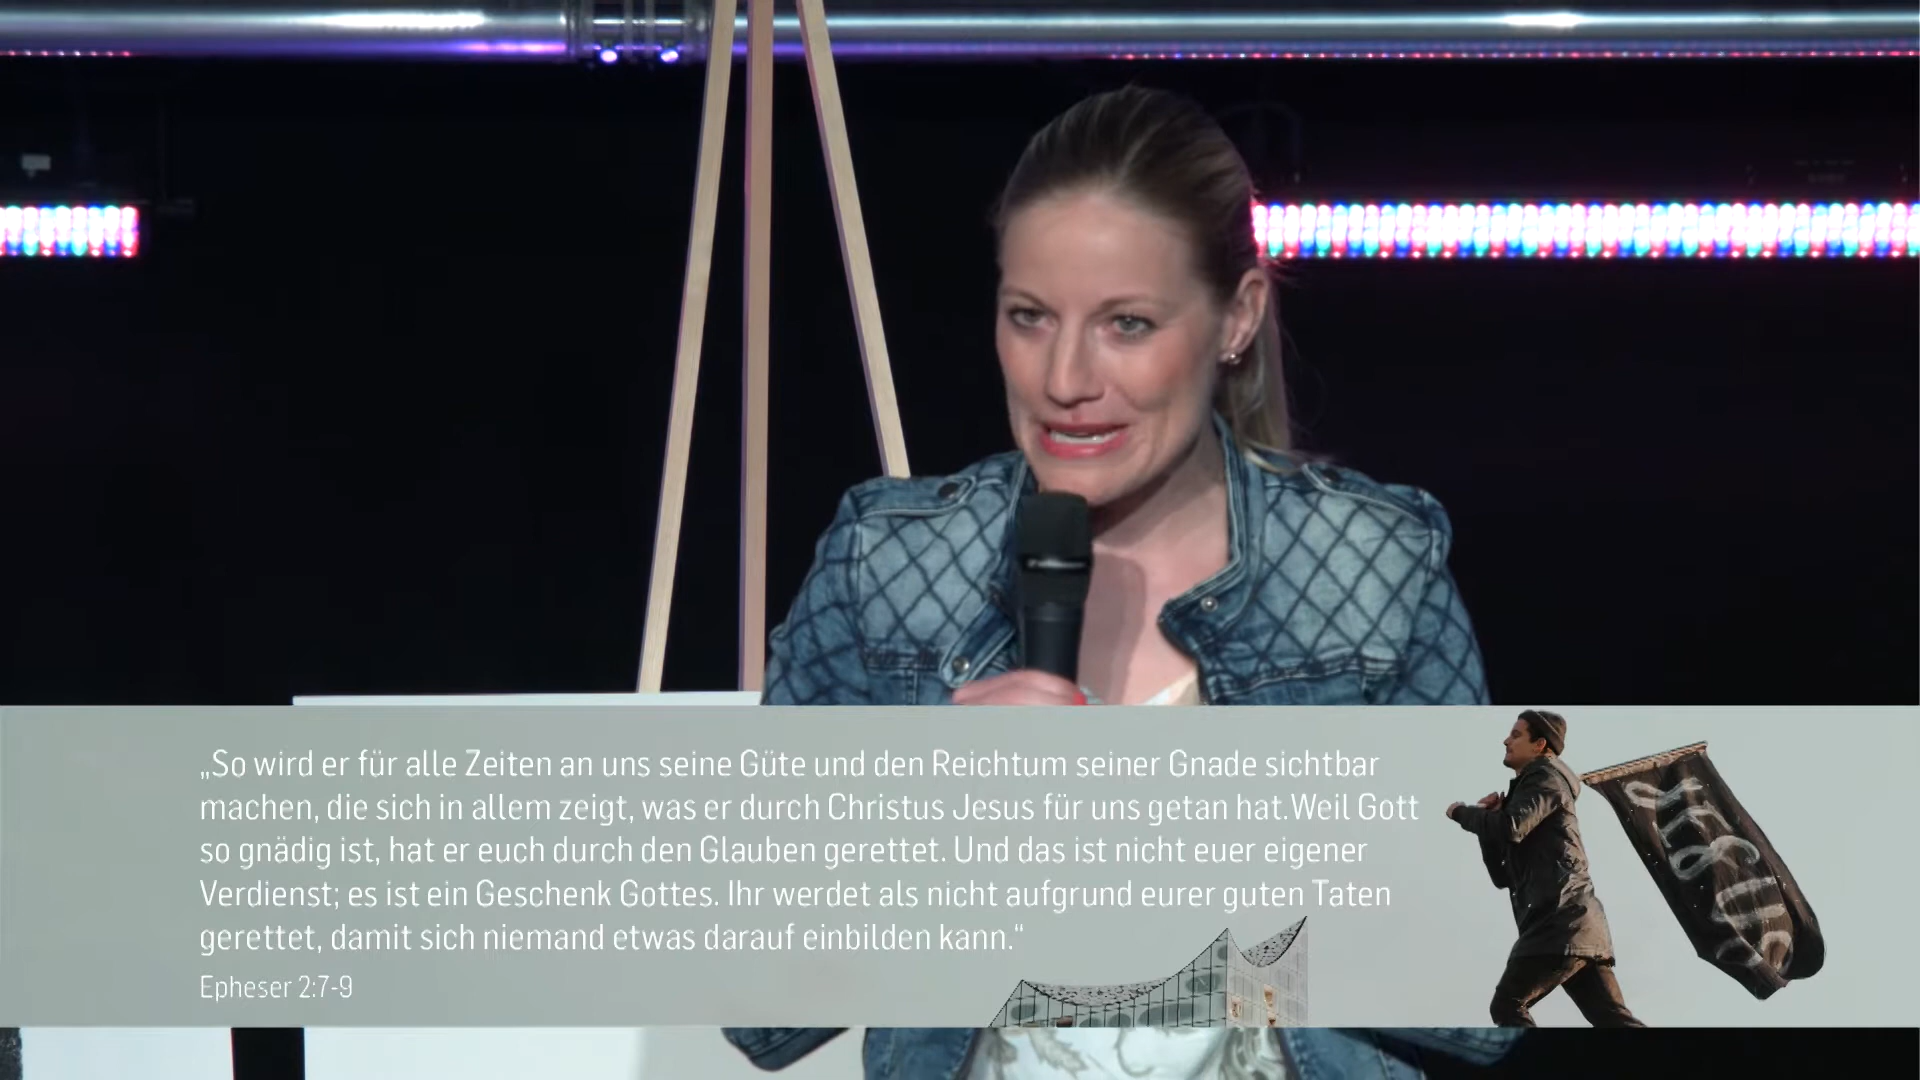 „So wird er für alle Zeiten an uns seine Güte und den Reichtum seiner Gnade sichtbar
machen, die sich in allem zeigt, was er durch Christus Jesus für uns getan hat.Weil Gott
so gnädig ist, hat er euch durch den Glauben gerettet. Und das ist nicht euer eigener
Verdienst; es ist ein Geschenk Gottes. Ihr werdet als nicht aufgrund eurer guten Taten
gerettet, damit sich niemand etwas darauf einbilden kann.“
Epheser 2:7-9
JESUS